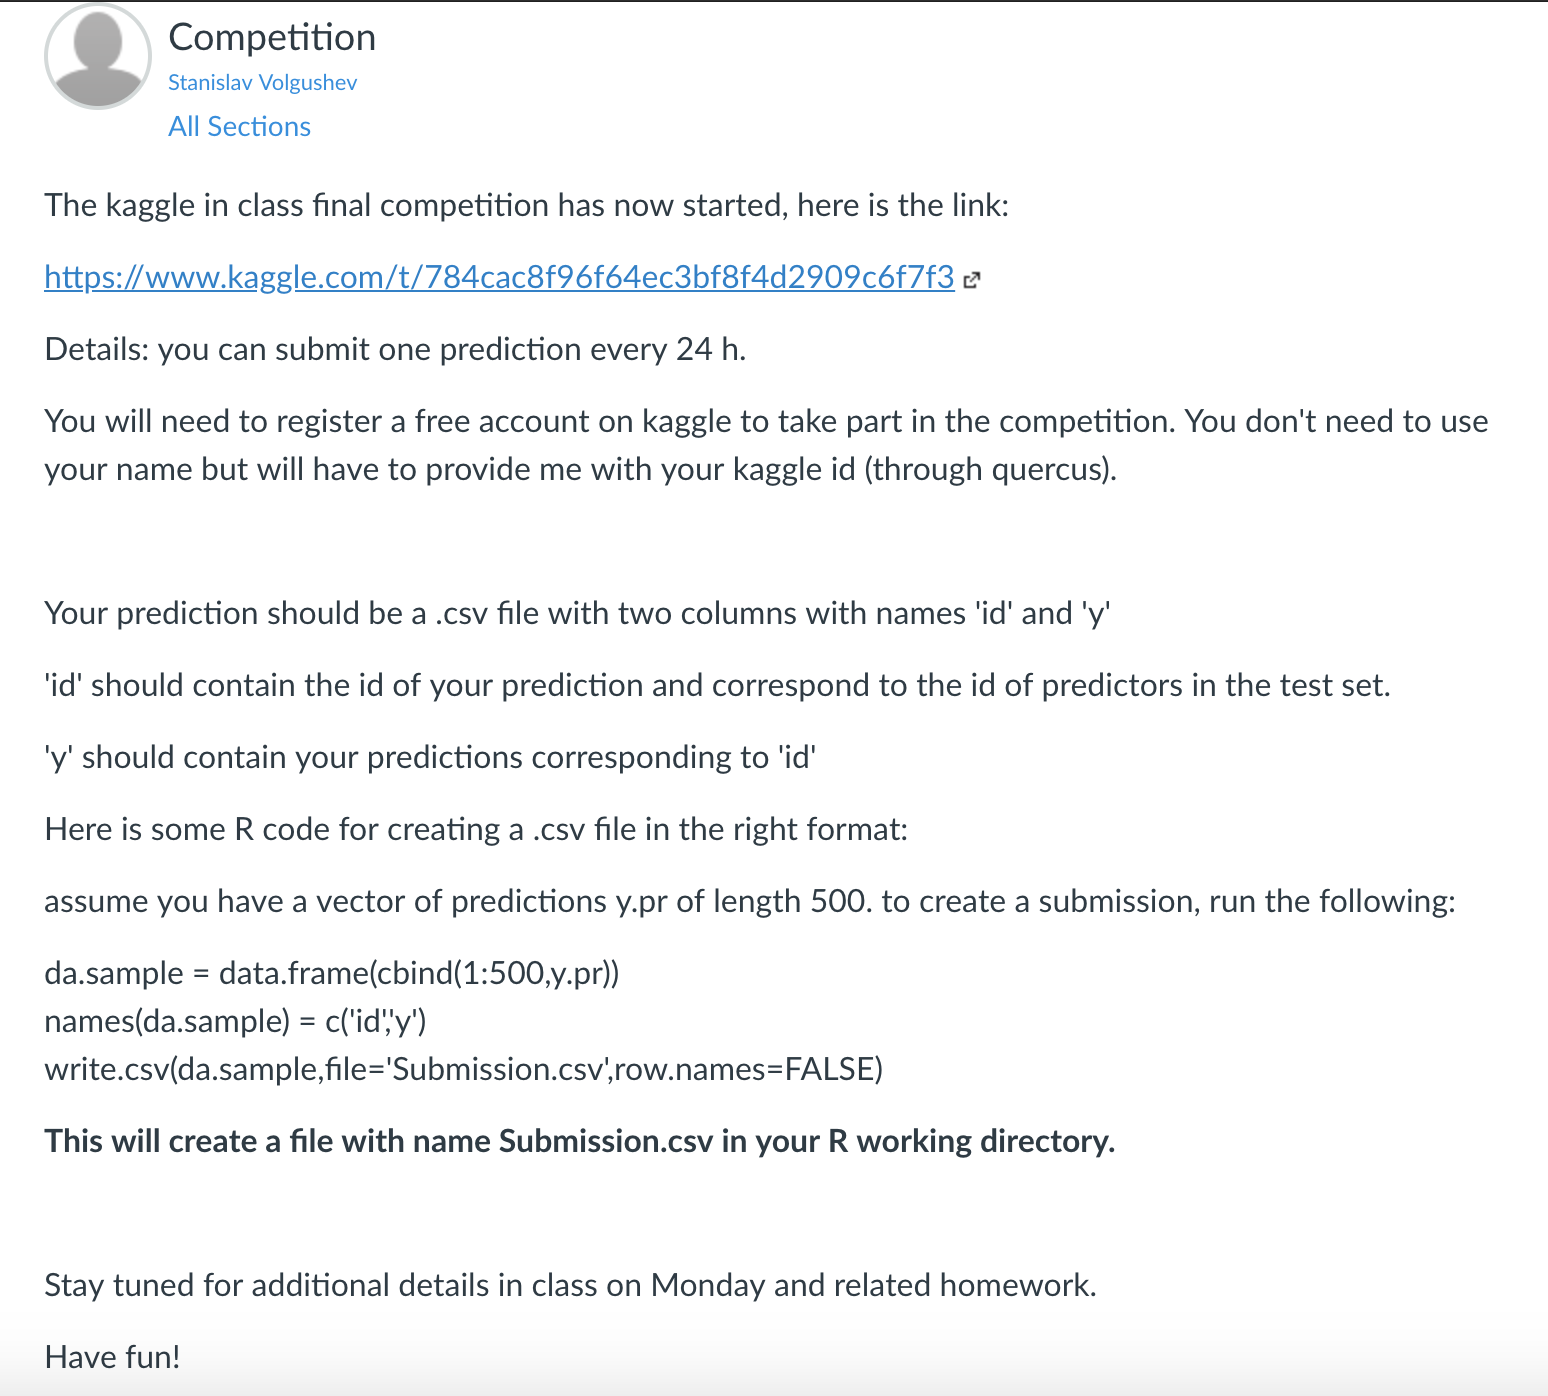 Competition
Stanislav Volgushev
All Sections
The kaggle in class final competition has now started, here is the link:
https://www.kaggle.com/t/784cac8f96f64ec3bf8f4d2909c6f7f3
Details: you can submit one prediction every 24 h.
You will need to register a free account on kaggle to take part in the competition. You don't need to use
your name but will have to provide me with your kaggle id (through quercus).
Your prediction should be a .csv file with two columns with names 'id' and 'y'
'id' should contain the id of your prediction and correspond to the id of predictors in the test set.
'y' should contain your predictions corresponding to 'id'
Here is some R code for creating a .csv file in the right format:
assume you have a vector of predictions y.pr of length 500. to create a submission, run the following:
da.sample = data.frame(cbind(1:500,y.pr))
names(da.sample) = c('id','y')
write.csv(da.sample,file='Submission.csv',row.names=FALSE)
This will create a file with name Submission.csv in your R working directory.
Stay tuned for additional details in class on Monday and related homework.
Have fun!